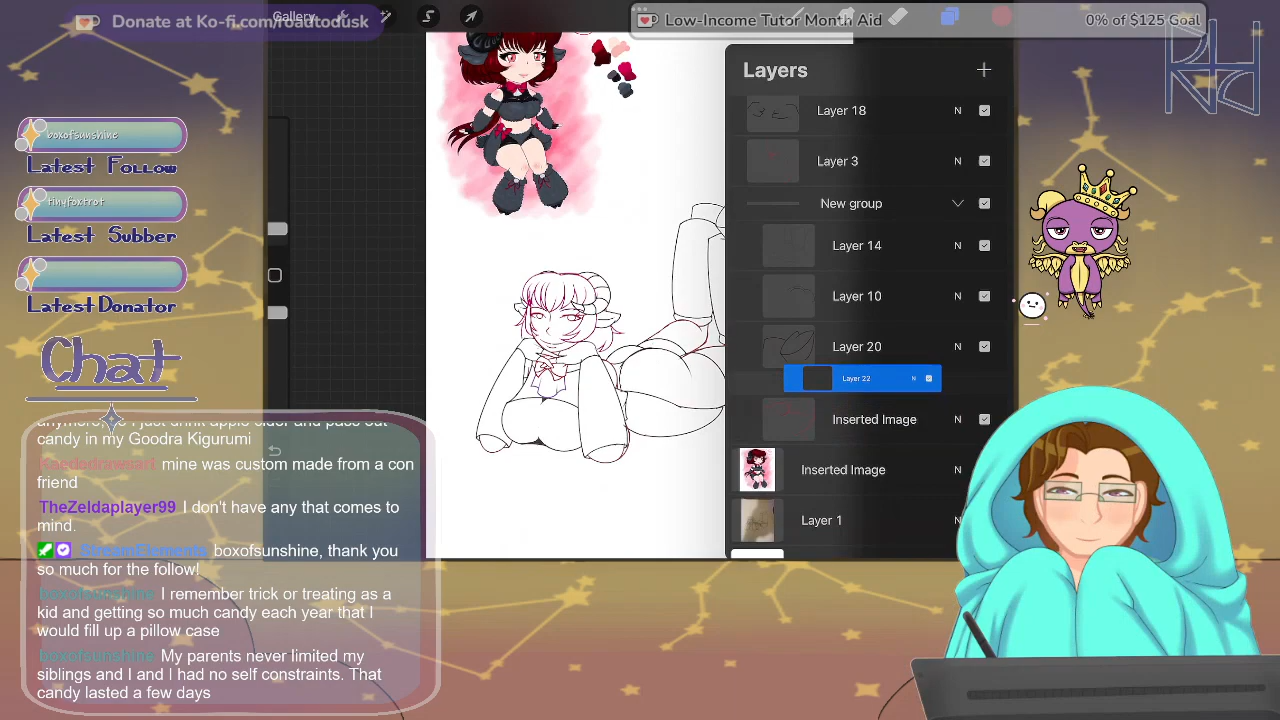 Donate at Ko-fi.com/roadtodusk
Gallery
Low-Income Tutor Month Aid
0% of $125 Goal
boxofsunshine
Latest Follow
tinyfoxtrot
Latest Subber
Latest Donator
Chat
candy in my Goodra Kigurumi
mine was custom made from a con
friend
TheZeldaplayer99 I don't have any that comes to
mind.
StreamElements boxofsunshine, thank you
so much for the follow!
boxofsunshine I remember trick or treating as a
kid and getting so much candy each year that I
would fill up a pillow case
boxofsunshine My parents never limited my
siblings and I and I had no self constraints. That
candy lasted a few days
Layers
Layer 18 N
Layer 3 N
New group
Layer 14 N
Layer 10 N
Layer 20 N
Layer 22 N
Inserted Image N
Inserted Image N
Layer 1 N